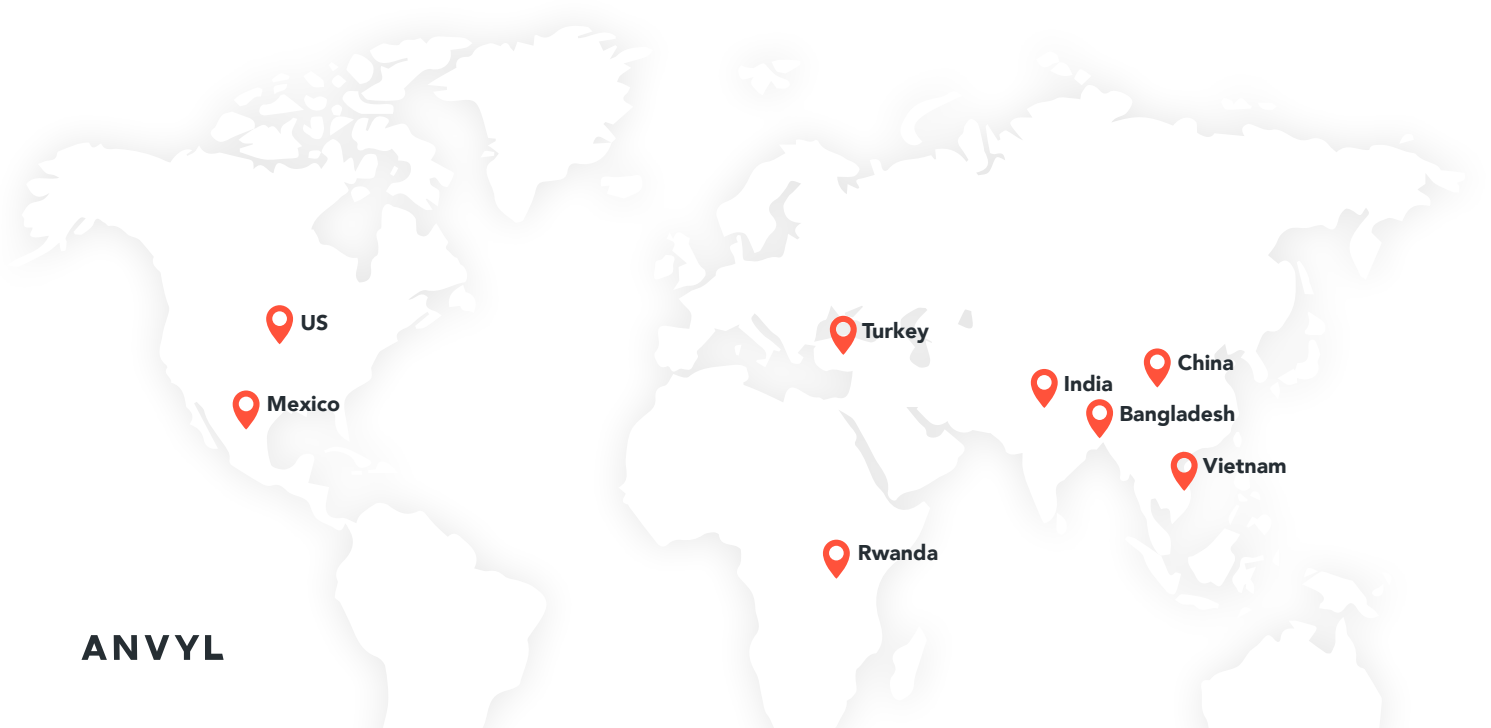 US
Turkey
China
India
Mexico
Bangladesh
Vietnam
Rwanda
ANVYL